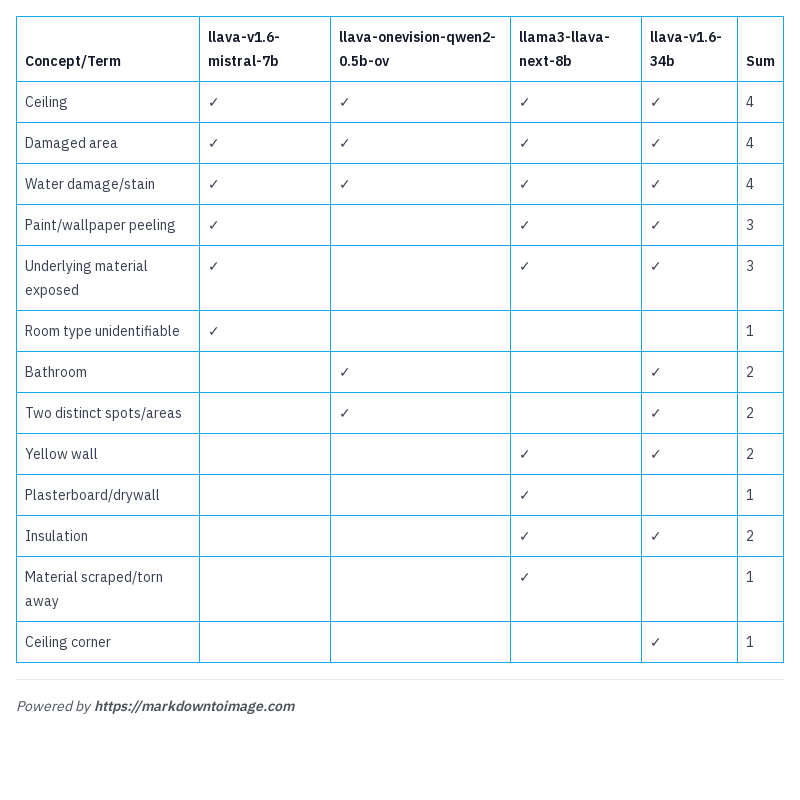 Concept/Term llava-v1.6-mistral-7b llava-onevision-qwen2-0.5b-ov llama3-llava-next-8b llava-v1.6-34b Sum
Ceiling ✓ ✓ ✓ ✓ 4
Damaged area ✓ ✓ ✓ ✓ 4
Water damage/stain ✓ ✓ ✓ ✓ 4
Paint/wallpaper peeling ✓ ✓ ✓ 3
Underlying material exposed ✓ ✓ ✓ 3
Room type unidentifiable ✓ 1
Bathroom ✓ ✓ 2
Two distinct spots/areas ✓ ✓ 2
Yellow wall ✓ ✓ 2
Plasterboard/drywall ✓ 1
Insulation ✓ ✓ 2
Material scraped/torn away ✓ 1
Ceiling corner ✓ 1
Powered by https://markdowntoimage.com